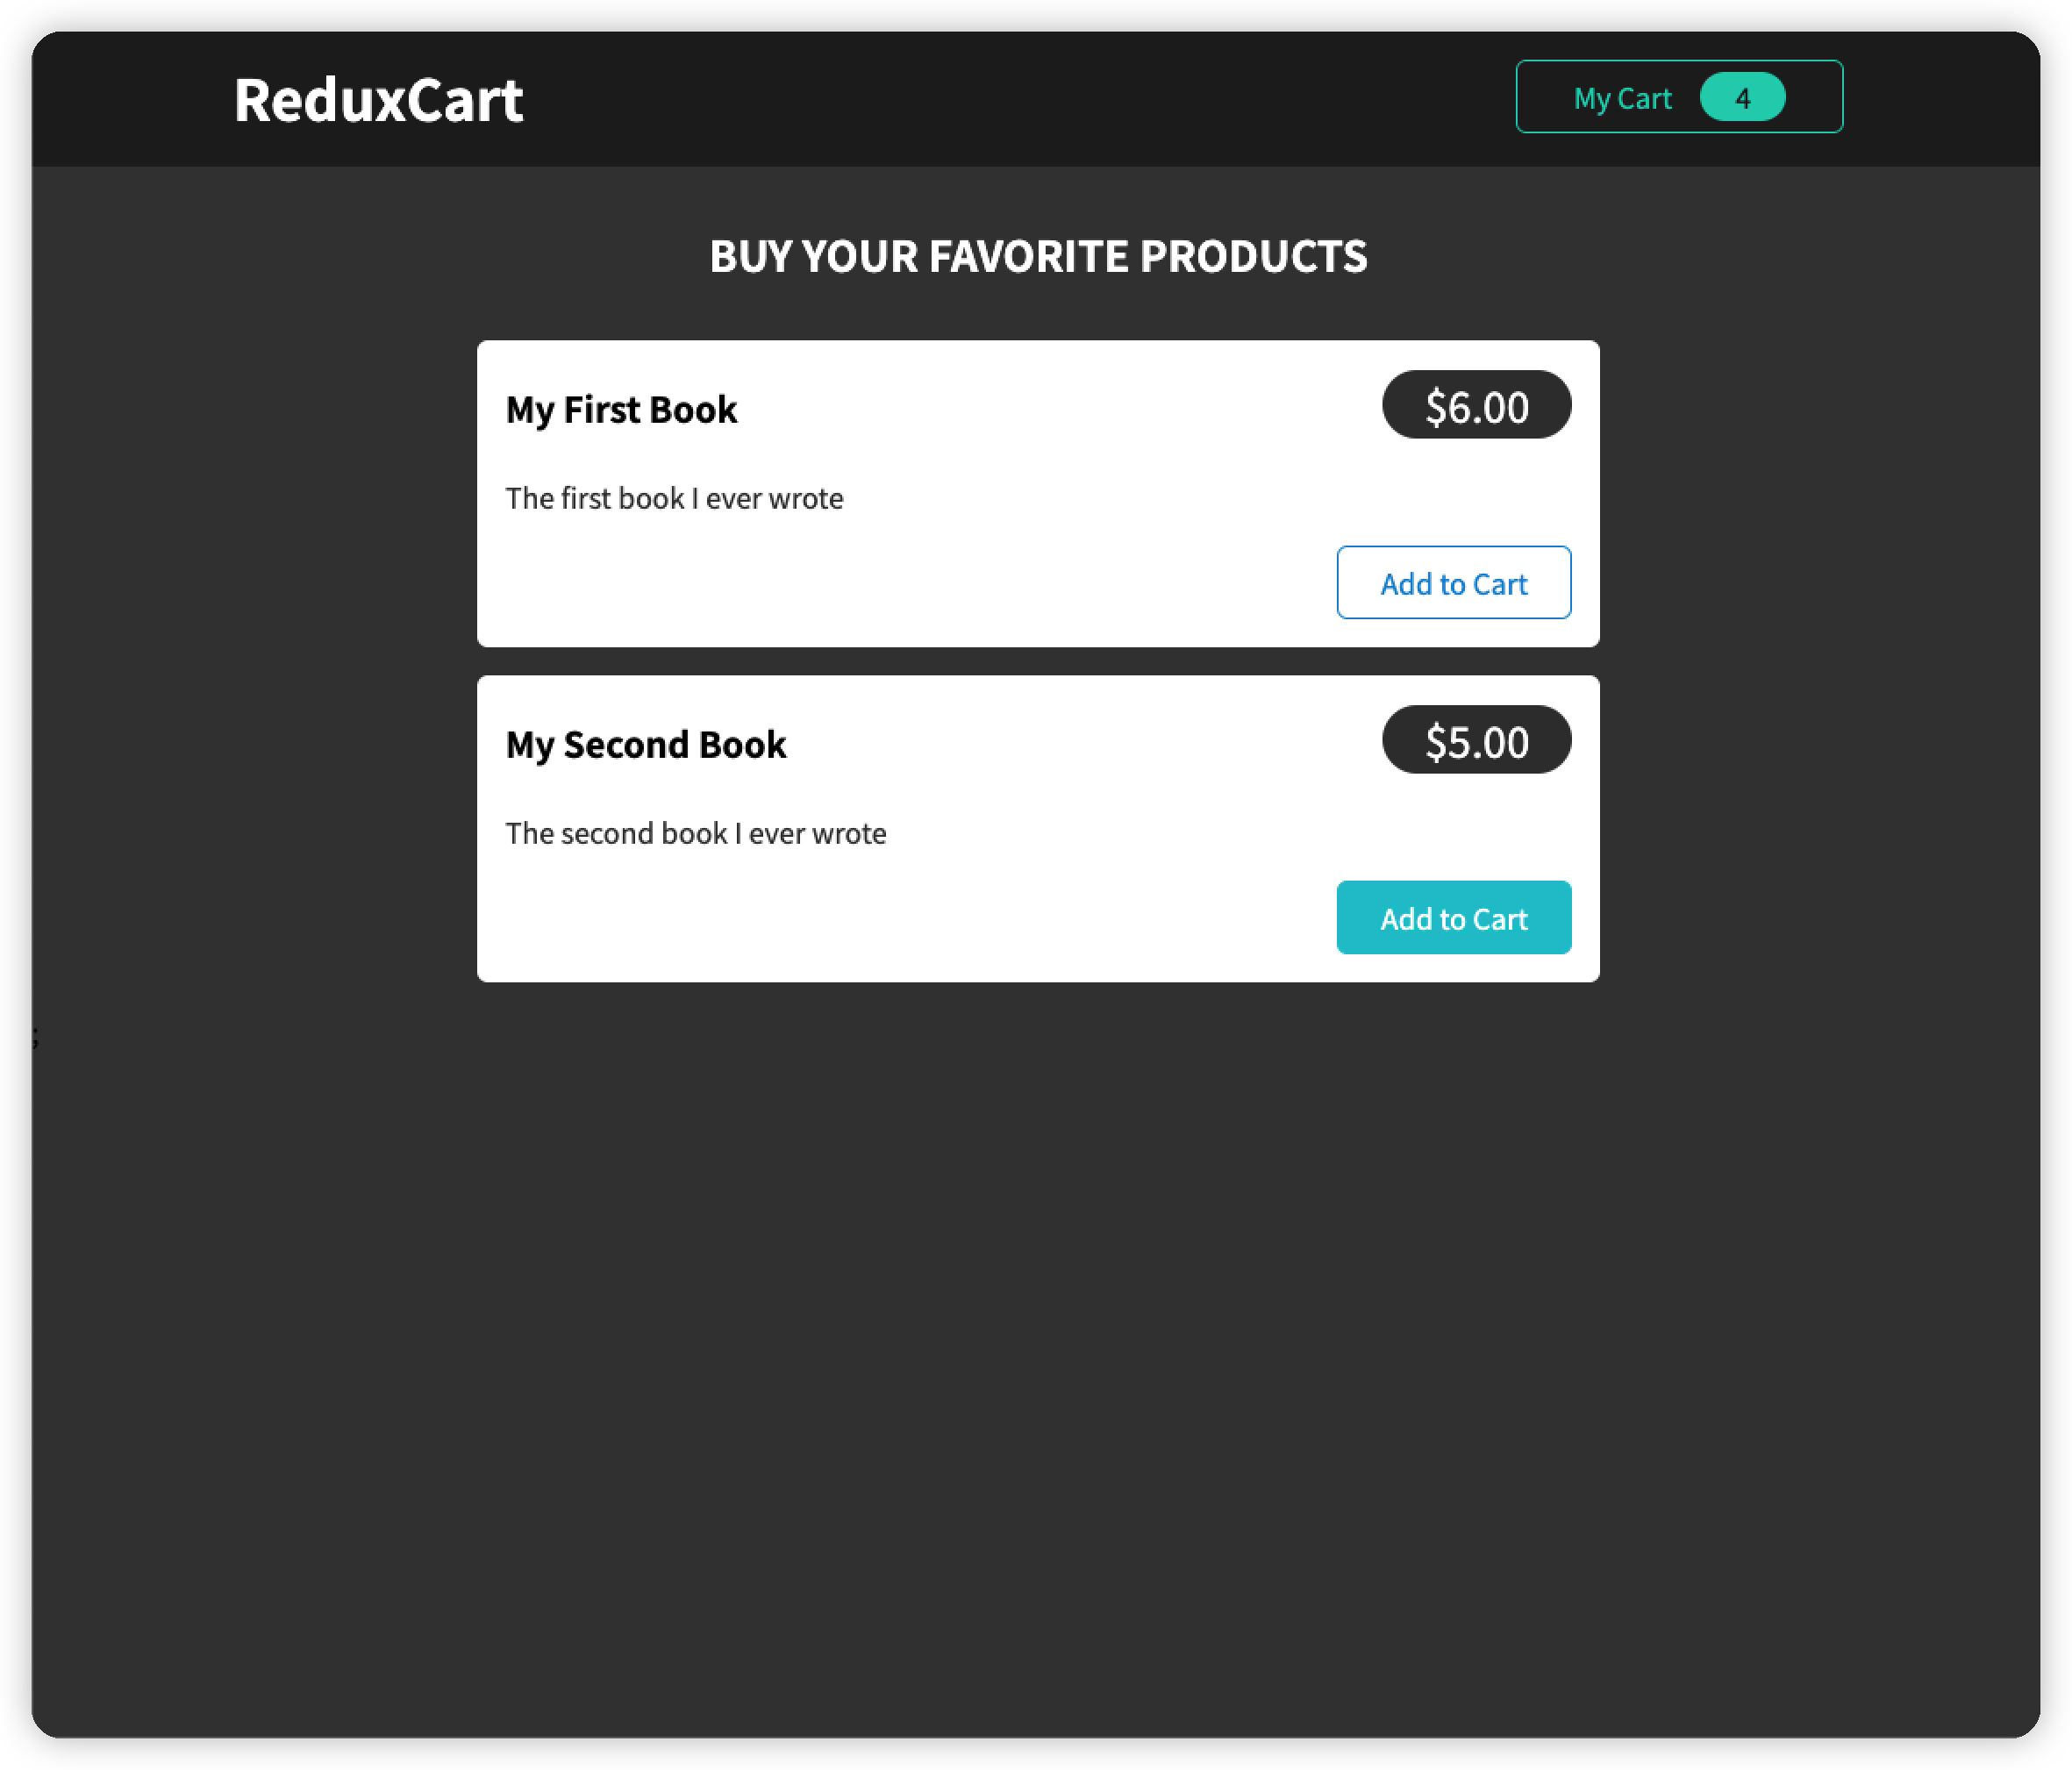 ReduxCart
My Cart 4
BUY YOUR FAVORITE PRODUCTS
My First Book
$6.00
The first book I ever wrote
Add to Cart
My Second Book
$5.00
The second book I ever wrote
Add to Cart
;